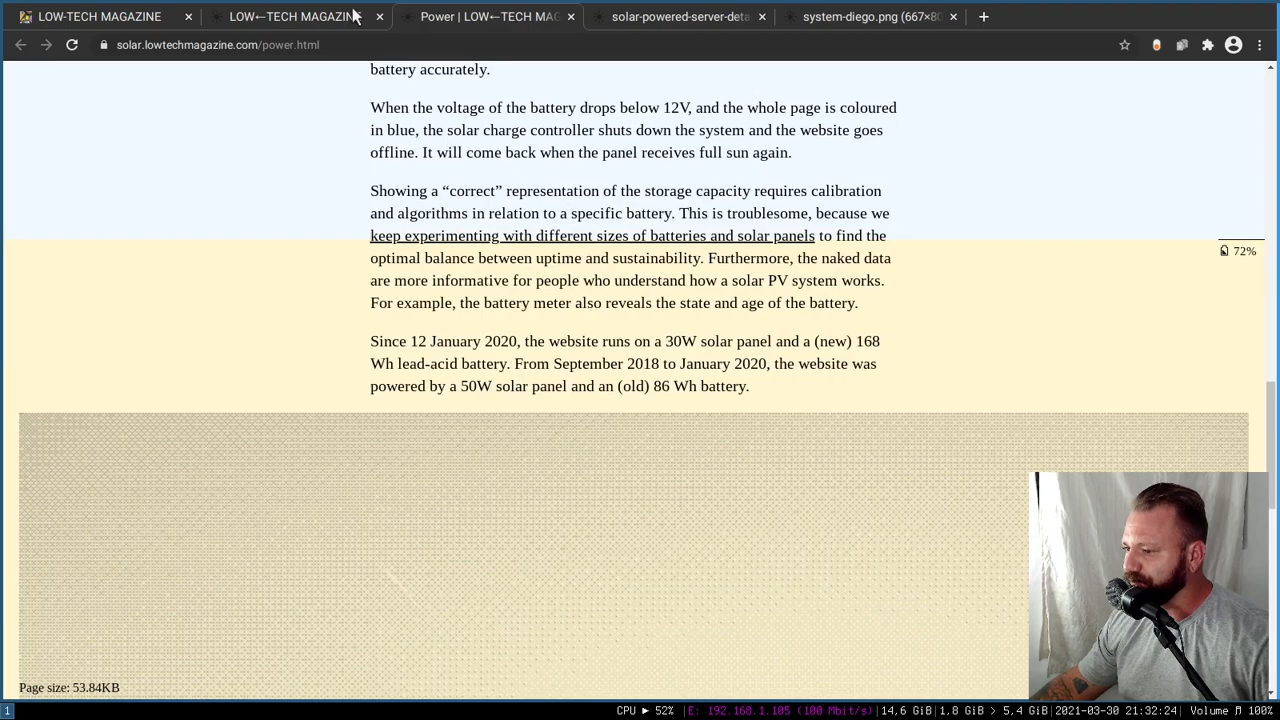 LOW-TECH MAGAZINE
LOW←TECH MAGAZINE
Power | LOW←TECH MAG
solar-powered-server-deta
system-diego.png (667×80
solar.lowtechmagazine.com/power.html
battery accurately.
When the voltage of the battery drops below 12V, and the whole page is coloured
in blue, the solar charge controller shuts down the system and the website goes
offline. It will come back when the panel receives full sun again.
Showing a “correct” representation of the storage capacity requires calibration
and algorithms in relation to a specific battery. This is troublesome, because we
keep experimenting with different sizes of batteries and solar panels to find the
optimal balance between uptime and sustainability. Furthermore, the naked data
are more informative for people who understand how a solar PV system works.
For example, the battery meter also reveals the state and age of the battery.
72%
Since 12 January 2020, the website runs on a 30W solar panel and a (new) 168
Wh lead-acid battery. From September 2018 to January 2020, the website was
powered by a 50W solar panel and an (old) 86 Wh battery.
Page size: 53.84KB
1
CPU ► 52% |E: 192.168.1.105 (100 Mbit/s)|14,6 GiB|1,8 GiB > 5,4 GiB|2021-03-30 21:32:24| Volume ♬ 100%